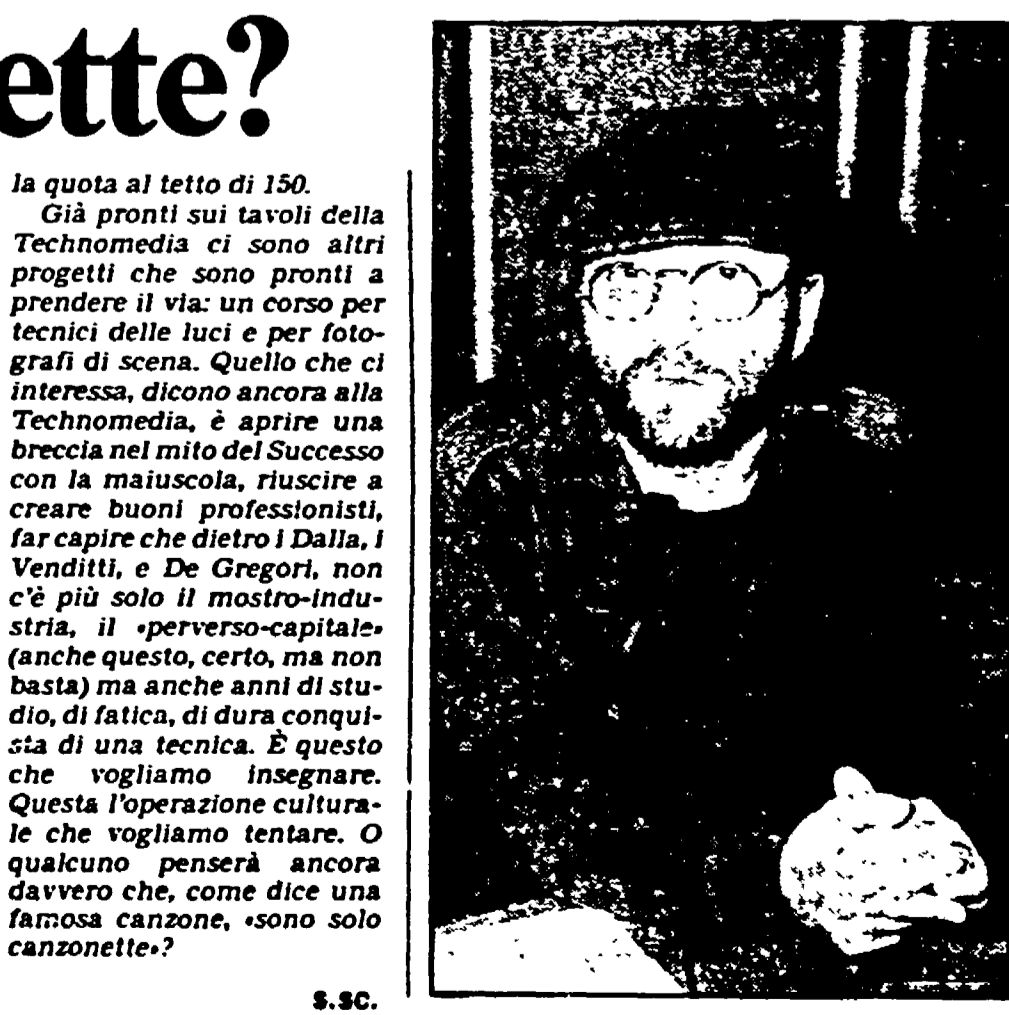 ette?
la quota al tetto di 150.
Già pronti sui tavoli della
Technomedia ci sono altri
progetti che sono pronti a
prendere il via: un corso per
tecnici delle luci e per foto-
grafi di scena. Quello che ci
interessa, dicono ancora alla
Technomedia, è aprire una
breccia nel mito del Successo
con la maiuscola, riuscire a
creare buoni professionisti,
far capire che dietro i Dalla, i
Venditti, e De Gregori, non
c'è più solo il mostro-indu-
stria, il «perverso-capitale»
(anche questo, certo, ma non
basta) ma anche anni di stu-
dio, di fatica, di dura conqui-
sta di una tecnica. È questo
che vogliamo insegnare.
Questa l'operazione cultura-
le che vogliamo tentare. O
qualcuno penserà ancora
davvero che, come dice una
famosa canzone, «sono solo
canzonette»?
s.sc.